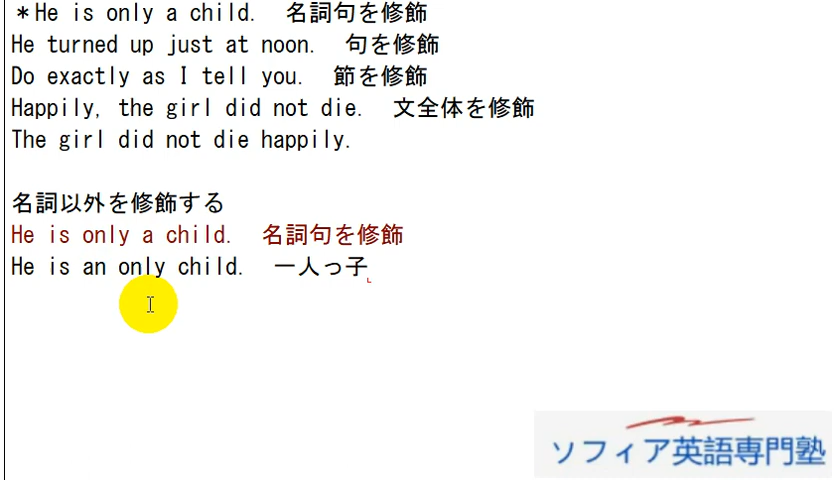 ＊He is only a child.　名詞句を修飾
He turned up just at noon.　句を修飾
Do exactly as I tell you.　節を修飾
Happily, the girl did not die.　文全体を修飾
The girl did not die happily.
名詞以外を修飾する
He is only a child.　名詞句を修飾
He is an only child.　一人っ子
ソフィア英語専門塾